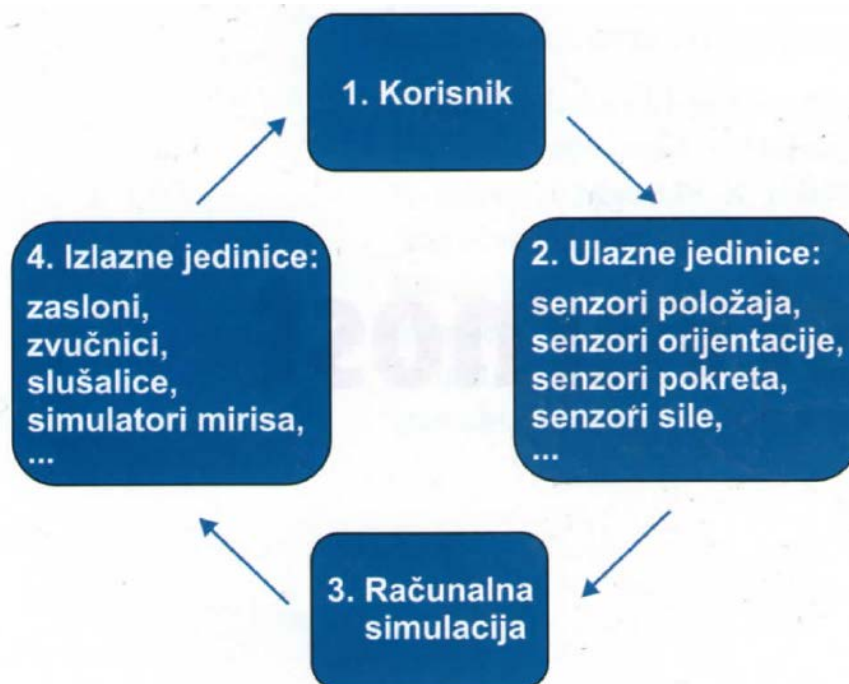 1. Korisnik
2. Ulazne jedinice:
senzori položaja,
senzori orijentacije,
senzori pokreta,
senzori sile,
...
3. Računalna
simulacija
4. Izlazne jedinice:
zasloni,
zvučnici,
slušalice,
simulatori mirisa,
...